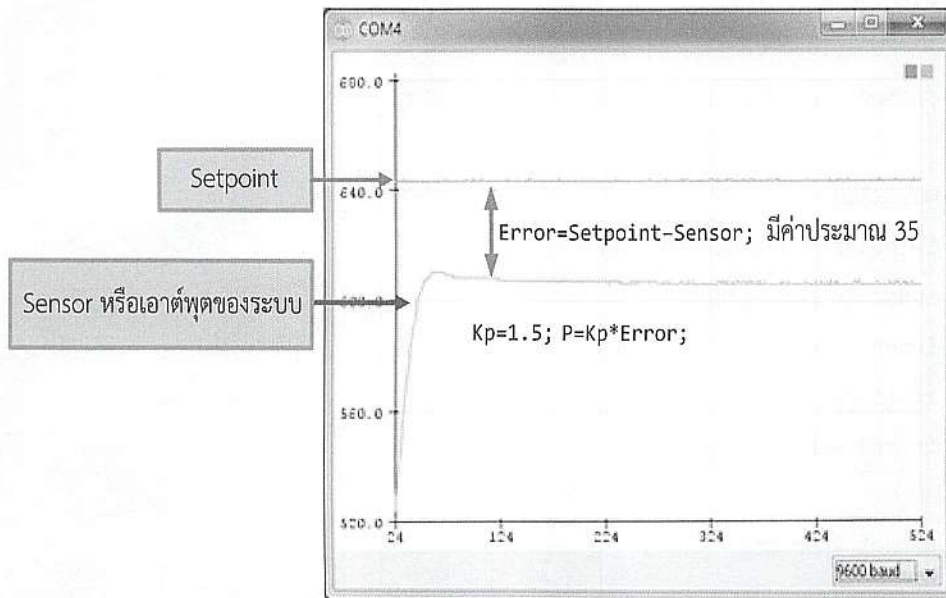 COM4
680.0
Setpoint
640.0
Error=Setpoint-Sensor; มีค่าประมาณ 35
Sensor หรือเอาต์พุตของระบบ
600.0
Kp=1.5; P=Kp*Error;
560.0
520.0
24
124
224
324
424
524
9600 baud